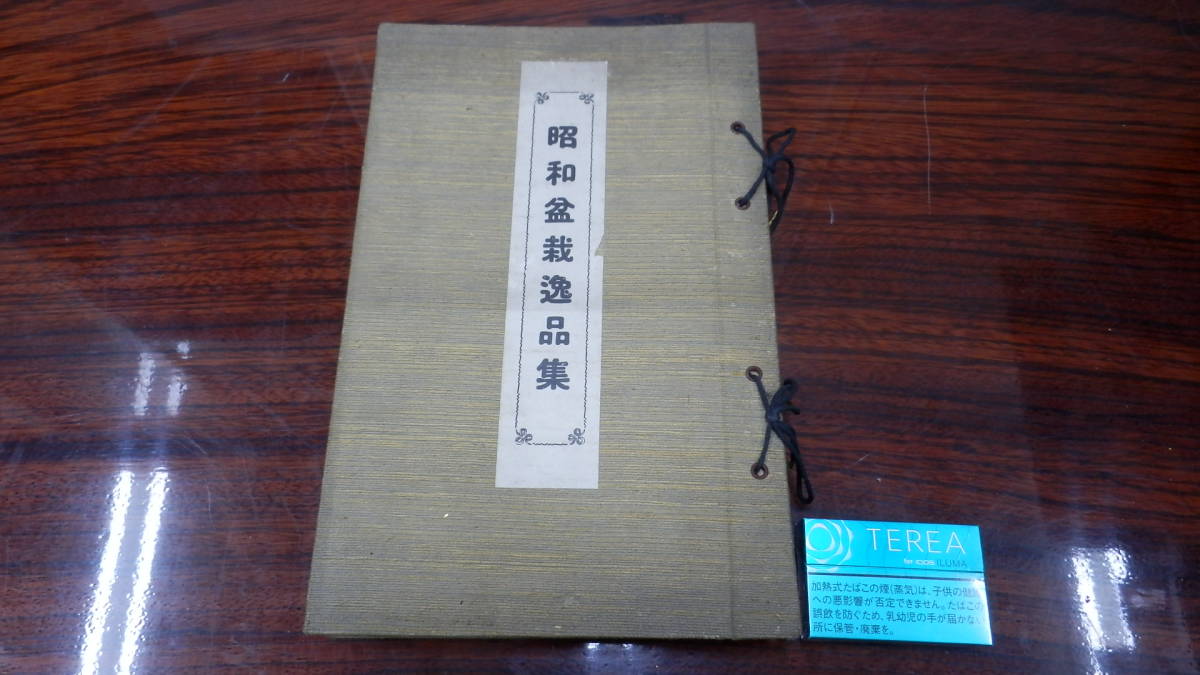 昭和盆栽逸品集
TEREA
for IQOS ILUMA
加熱式たばこの煙(蒸気)は、子供の健康
への悪影響が否定できません。たばこの
誤飲を防ぐため、乳幼児の手が届かない
所に保管・廃棄を。